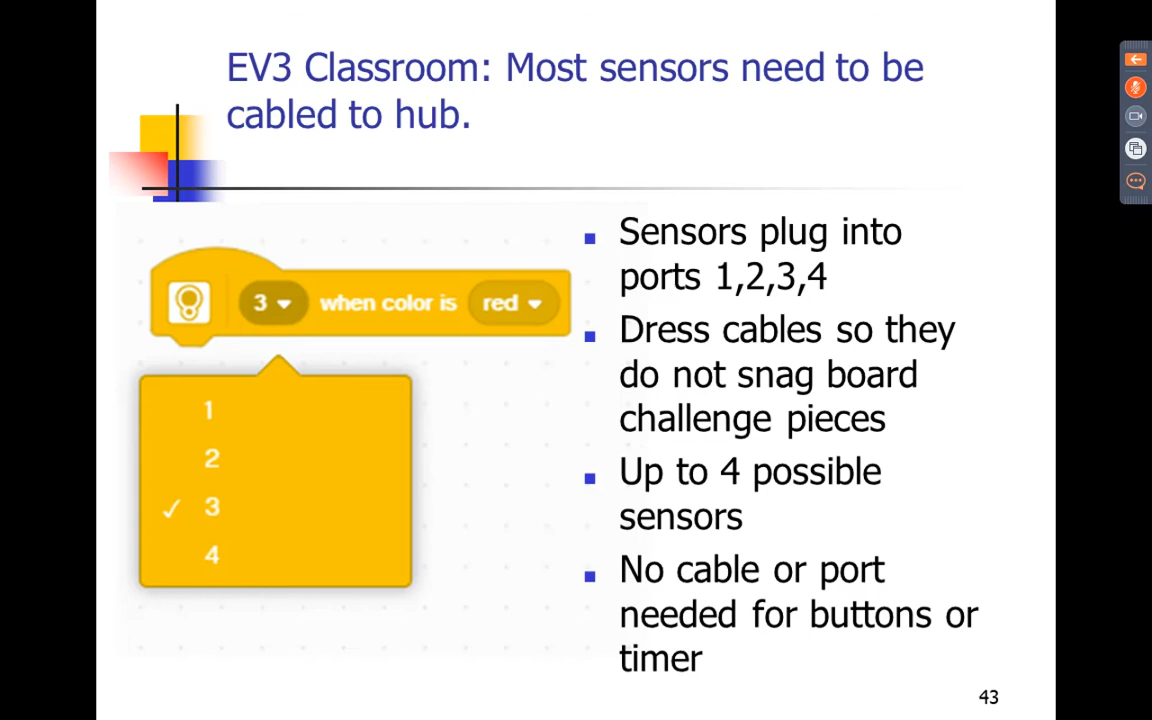 EV3 Classroom: Most sensors need to be
cabled to hub.
3 when color is red
1
2
✓ 3
4
Sensors plug into
ports 1,2,3,4
Dress cables so they
do not snag board
challenge pieces
Up to 4 possible
sensors
No cable or port
needed for buttons or
timer
43